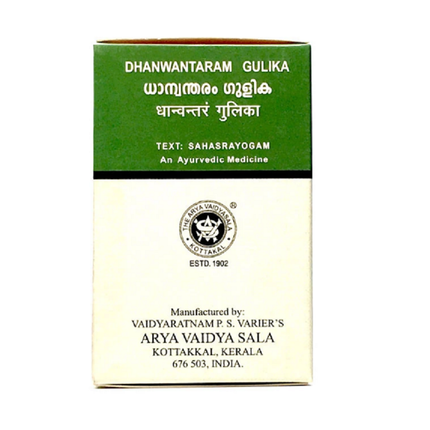 DHANWANTARAM GULIKA
ധാന്വന്തരം ഗുളിക
धान्वन्तरं गुलिका
TEXT: SAHASRAYOGAM
An Ayurvedic Medicine
THE ARYA VAIDYASALA
KOTTAKAL
®
ESTD. 1902
Manufactured by:
VAIDYARATNAM P. S. VARIER'S
ARYA VAIDYA SALA
KOTTAKKAL, KERALA
676 503, INDIA.